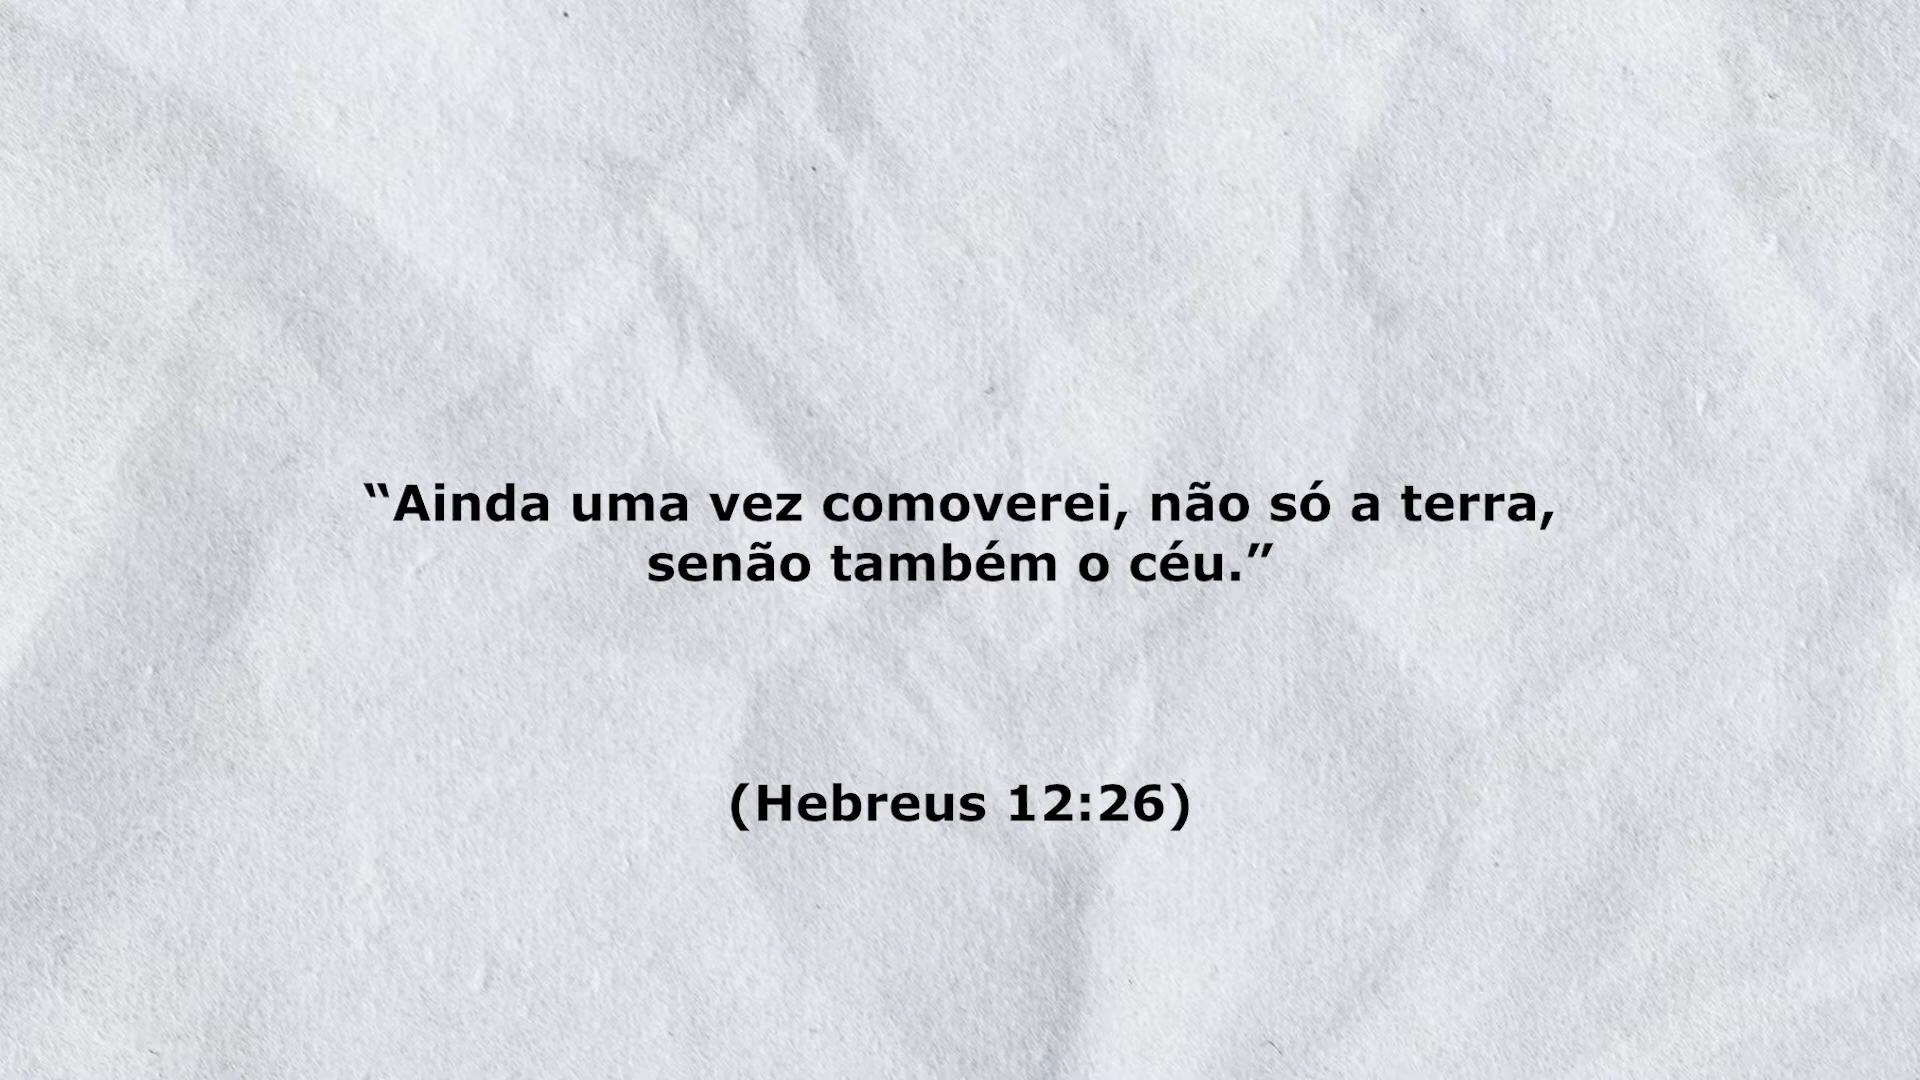 “Ainda uma vez comoverei, não só a terra,
senão também o céu.”
(Hebreus 12:26)